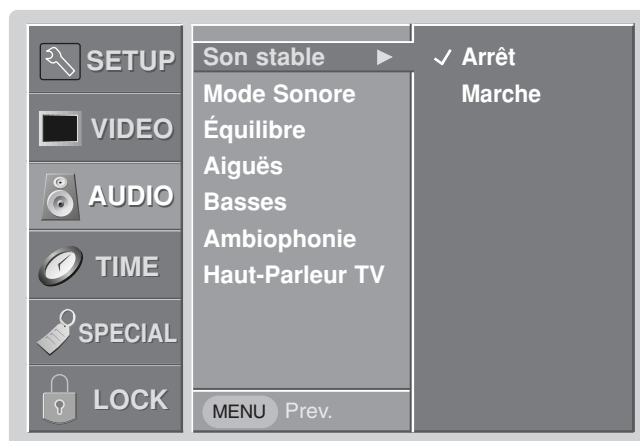 SETUP
VIDEO
AUDIO
TIME
SPECIAL
LOCK
Son stable ►
Mode Sonore
Équilibre
Aiguës
Basses
Ambiophonie
Haut-Parleur TV
MENU Prev.
✓ Arrêt
Marche